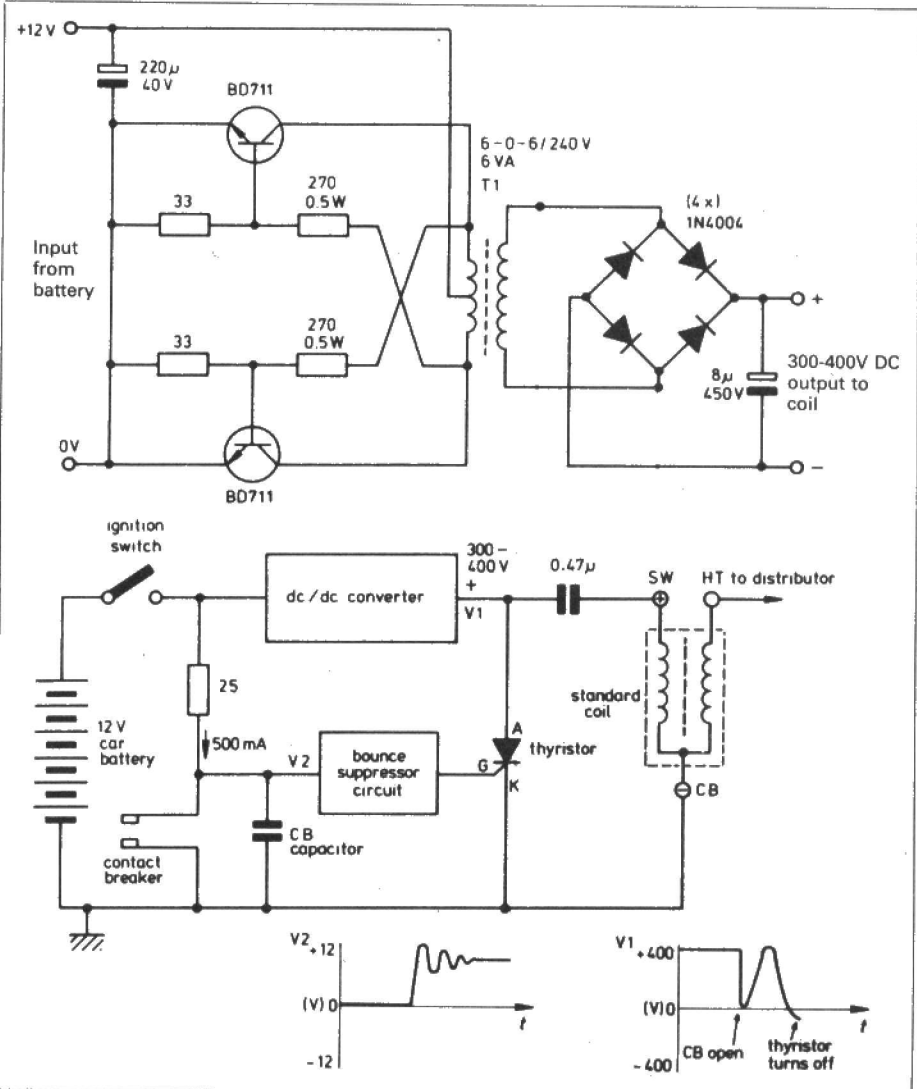 +12V
220µ
40V
BD711
6-0-6/240V
6VA
T1
33
270
0.5W
(4x)
1N4004
Input
from
battery
+
33
270
0.5W
8µ
450V
300-400V DC
output to
coil
0V
−
BD711
ignition
switch
dc/dc converter
300-
400V
+
V1
0.47µ
SW
HT to distributor
25
standard
coil
12V
car
battery
500mA
V2
bounce
suppressor
circuit
A
thyristor
G
K
CB
CB
capacitor
contact
breaker
V2
+12
(V) 0
-12
t
V1
+400
(V) 0
-400
t
CB open
thyristor
turns off